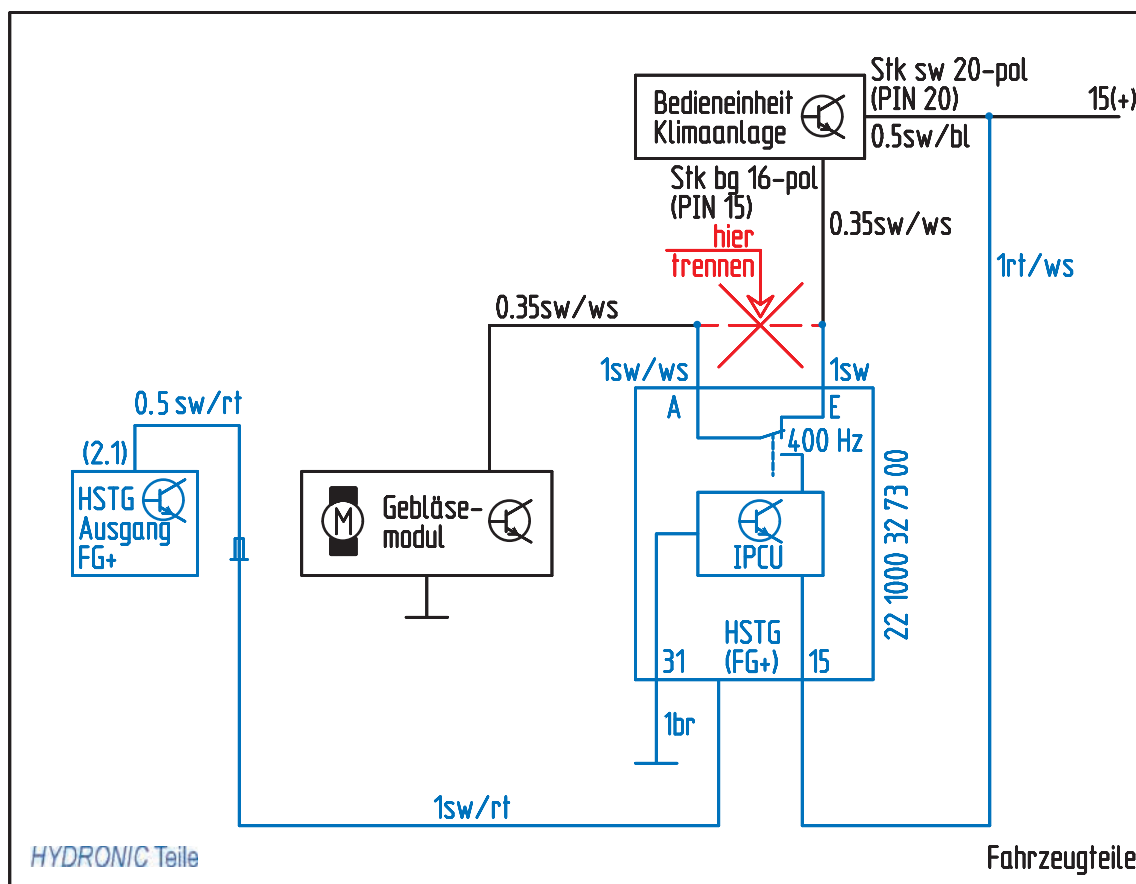 Stk sw 20-pol
(PIN 20)
15(+)
0.5sw/bl
Bedieneinheit
Klimaanlage
Stk bg 16-pol
(PIN 15)
0.35sw/ws
hier
trennen
1rt/ws
0.35sw/ws
1sw/ws
1sw
A
E
400 Hz
0.5 sw/rt
(2.1)
HSTG
Ausgang
FG+
M
Gebläse-
modul
IPCU
22 1000 32 73 00
HSTG
(FG+)
31
15
1br
1sw/rt
HYDRONIC Teile
Fahrzeugteile